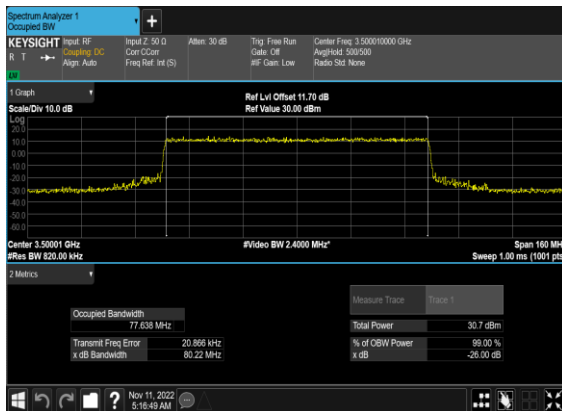 Spectrum Analyzer 1
Occupied BW
KEYSIGHT
R T
Input: RF
Coupling: DC
Align: Auto
Input Z: 50 Ω
Corr CCorr
Freq Ref: Int (S)
Atten: 30 dB
Trig: Free Run
Gate: Off
#IF Gain: Low
Center Freq: 3.500010000 GHz
Avg|Hold: 500/500
Radio Std: None
1 Graph
Scale/Div 10.0 dB
Ref Lvl Offset 11.70 dB
Ref Value 30.00 dBm
Log
20.0
10.0
0.00
-10.0
-20.0
-30.0
-40.0
-50.0
-60.0
Center 3.50001 GHz
#Res BW 820.00 kHz
#Video BW 2.4000 MHz*
Span 160 MH
Sweep 1.00 ms (1001 pts
2 Metrics
Measure Trace
Trace 1
Occupied Bandwidth
77.638 MHz
Total Power
30.7 dBm
Transmit Freq Error
20.866 kHz
% of OBW Power
99.00 %
x dB Bandwidth
80.22 MHz
x dB
-26.00 dB
Nov 11, 2022
5:16:49 AM